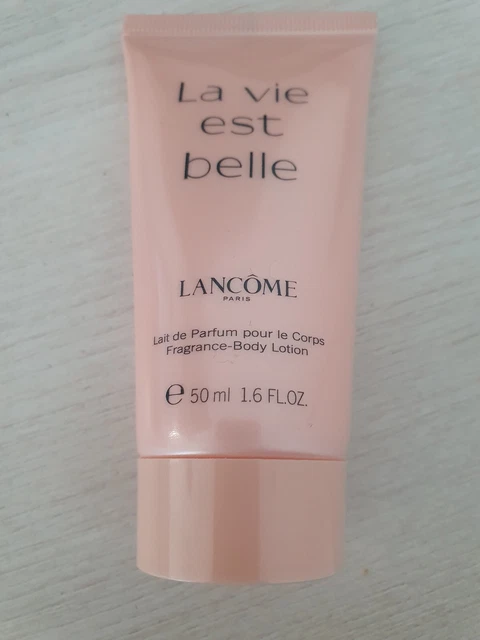 La vie
est
belle
LANCÔME
PARIS
Lait de Parfum pour le Corps
Fragrance-Body Lotion
e 50 ml 1.6 FL.OZ.